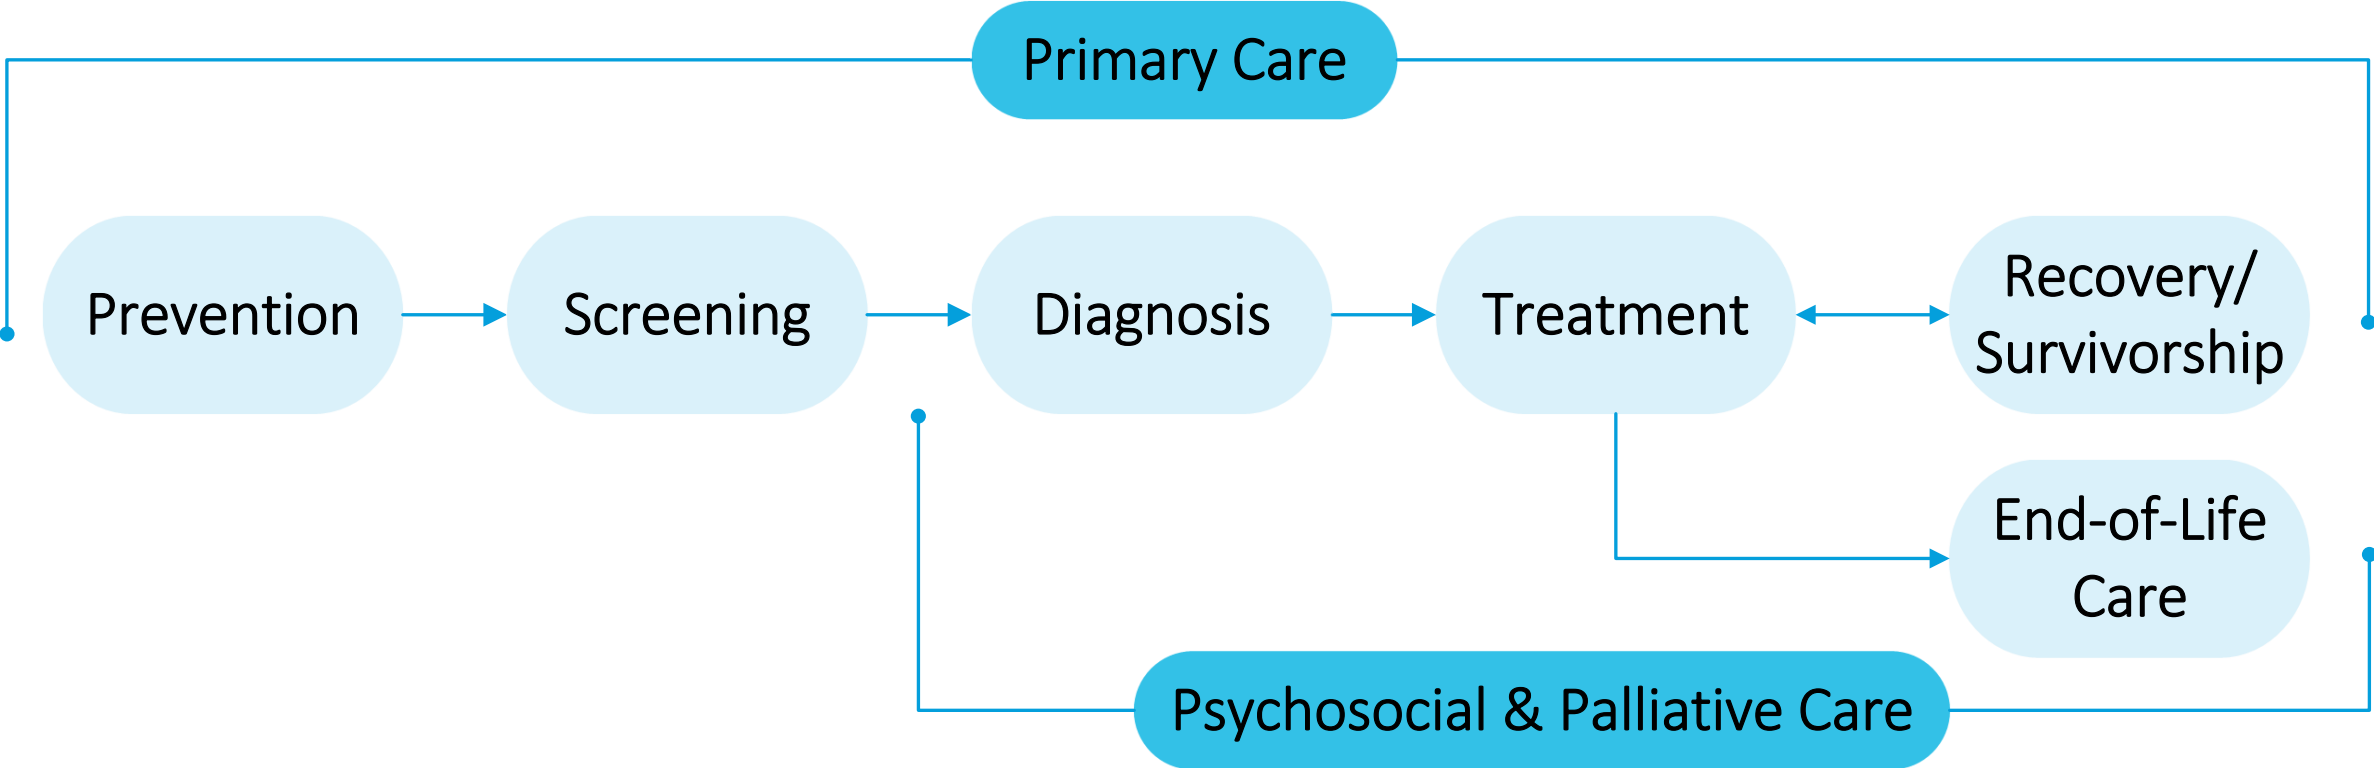 Primary Care
Prevention
Screening
Diagnosis
Treatment
Recovery/
Survivorship
End-of-Life
Care
Psychosocial & Palliative Care